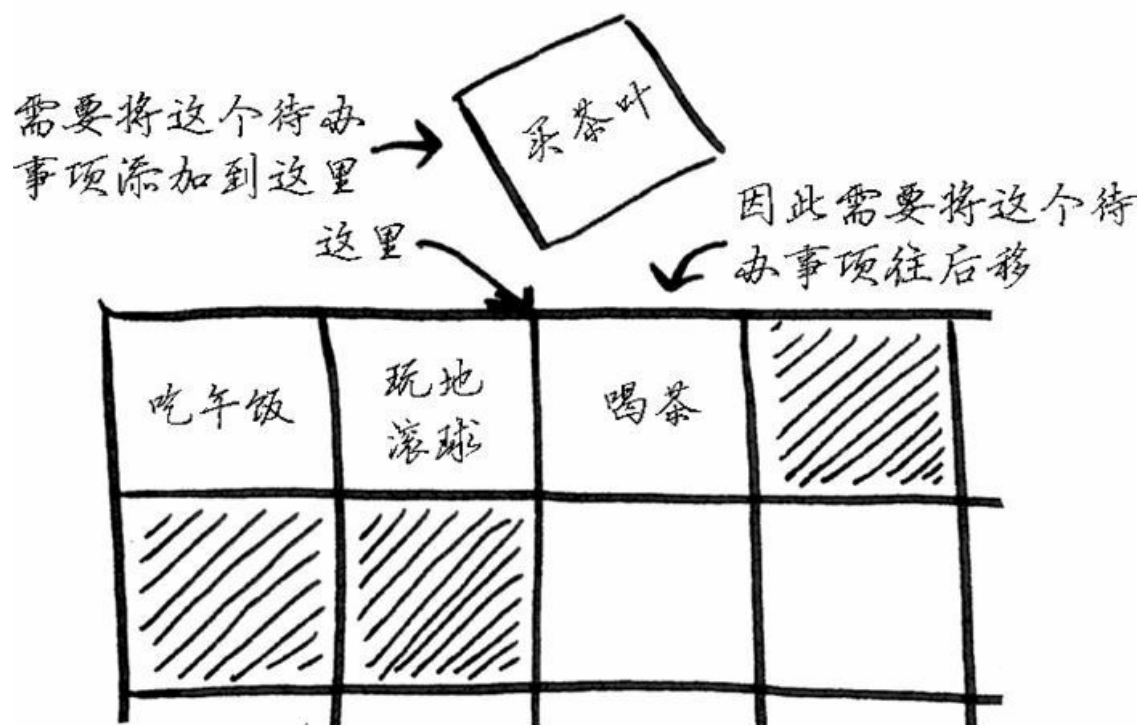 买茶叶
需要将这个待办
事项添加到这里
这里
因此需要将这个待
办事项往后移
吃午饭
玩地
滚球
喝茶